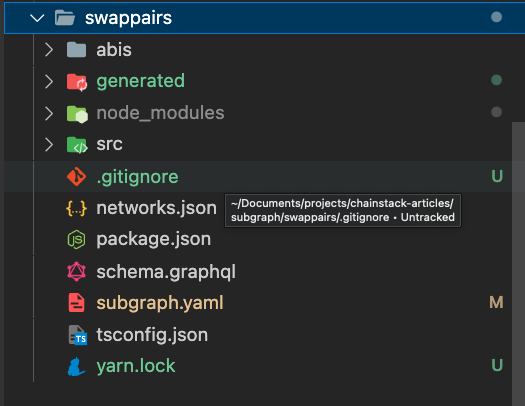 swappairs
abis
generated
node_modules
src
.gitignore U
networks.json
~/Documents/projects/chainstack-articles/
subgraph/swappairs/.gitignore • Untracked
package.json
schema.graphql
subgraph.yaml M
tsconfig.json
yarn.lock U